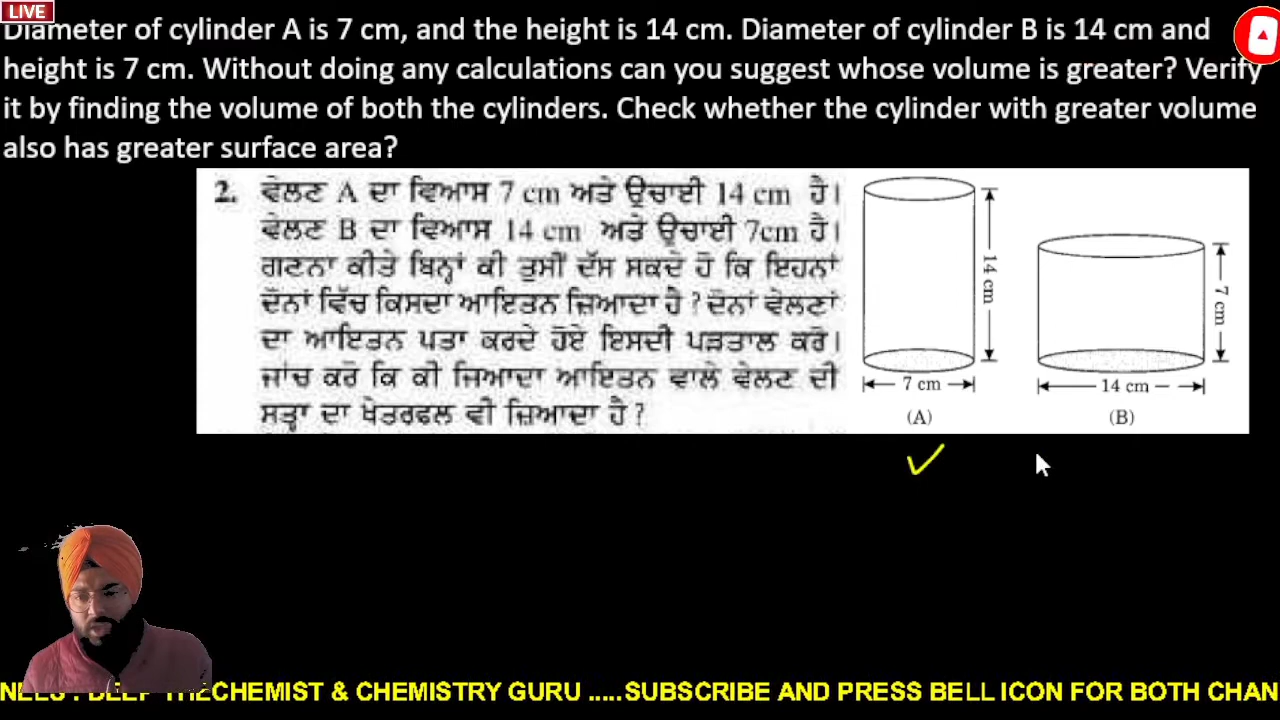 LIVE
Diameter of cylinder A is 7 cm, and the height is 14 cm. Diameter of cylinder B is 14 cm and
height is 7 cm. Without doing any calculations can you suggest whose volume is greater? Verify
it by finding the volume of both the cylinders. Check whether the cylinder with greater volume
also has greater surface area?
2. ਵੇਲਣ A ਦਾ ਵਿਆਸ 7 cm ਅਤੇ ਉਚਾਈ 14 cm ਹੈ।
ਵੇਲਣ B ਦਾ ਵਿਆਸ 14 cm ਅਤੇ ਉਚਾਈ 7cm ਹੈ।
ਗਣਨਾ ਕੀਤੇ ਬਿਨ੍ਹਾਂ ਕੀ ਤੁਸੀਂ ਦੱਸ ਸਕਦੇ ਹੋ ਕਿ ਇਹਨਾਂ
ਦੋਨਾਂ ਵਿੱਚ ਕਿਸਦਾ ਆਇਤਨ ਜ਼ਿਆਦਾ ਹੈ ? ਦੋਨਾਂ ਵੇਲਣਾਂ
ਦਾ ਆਇਤਨ ਪਤਾ ਕਰਦੇ ਹੋਏ ਇਸਦੀ ਪੜਤਾਲ ਕਰੋ।
ਜਾਂਚ ਕਰੋ ਕਿ ਕੀ ਜਿਆਦਾ ਆਇਤਨ ਵਾਲੇ ਵੇਲਣ ਦੀ
ਸਤ੍ਹਾ ਦਾ ਖੇਤਰਫਲ ਵੀ ਜ਼ਿਆਦਾ ਹੈ ?
14 cm
7 cm
(A)
7 cm
14 cm
(B)
DEEP THECHEMIST & CHEMISTRY GURU .....SUBSCRIBE AND PRESS BELL ICON FOR BOTH CHAN